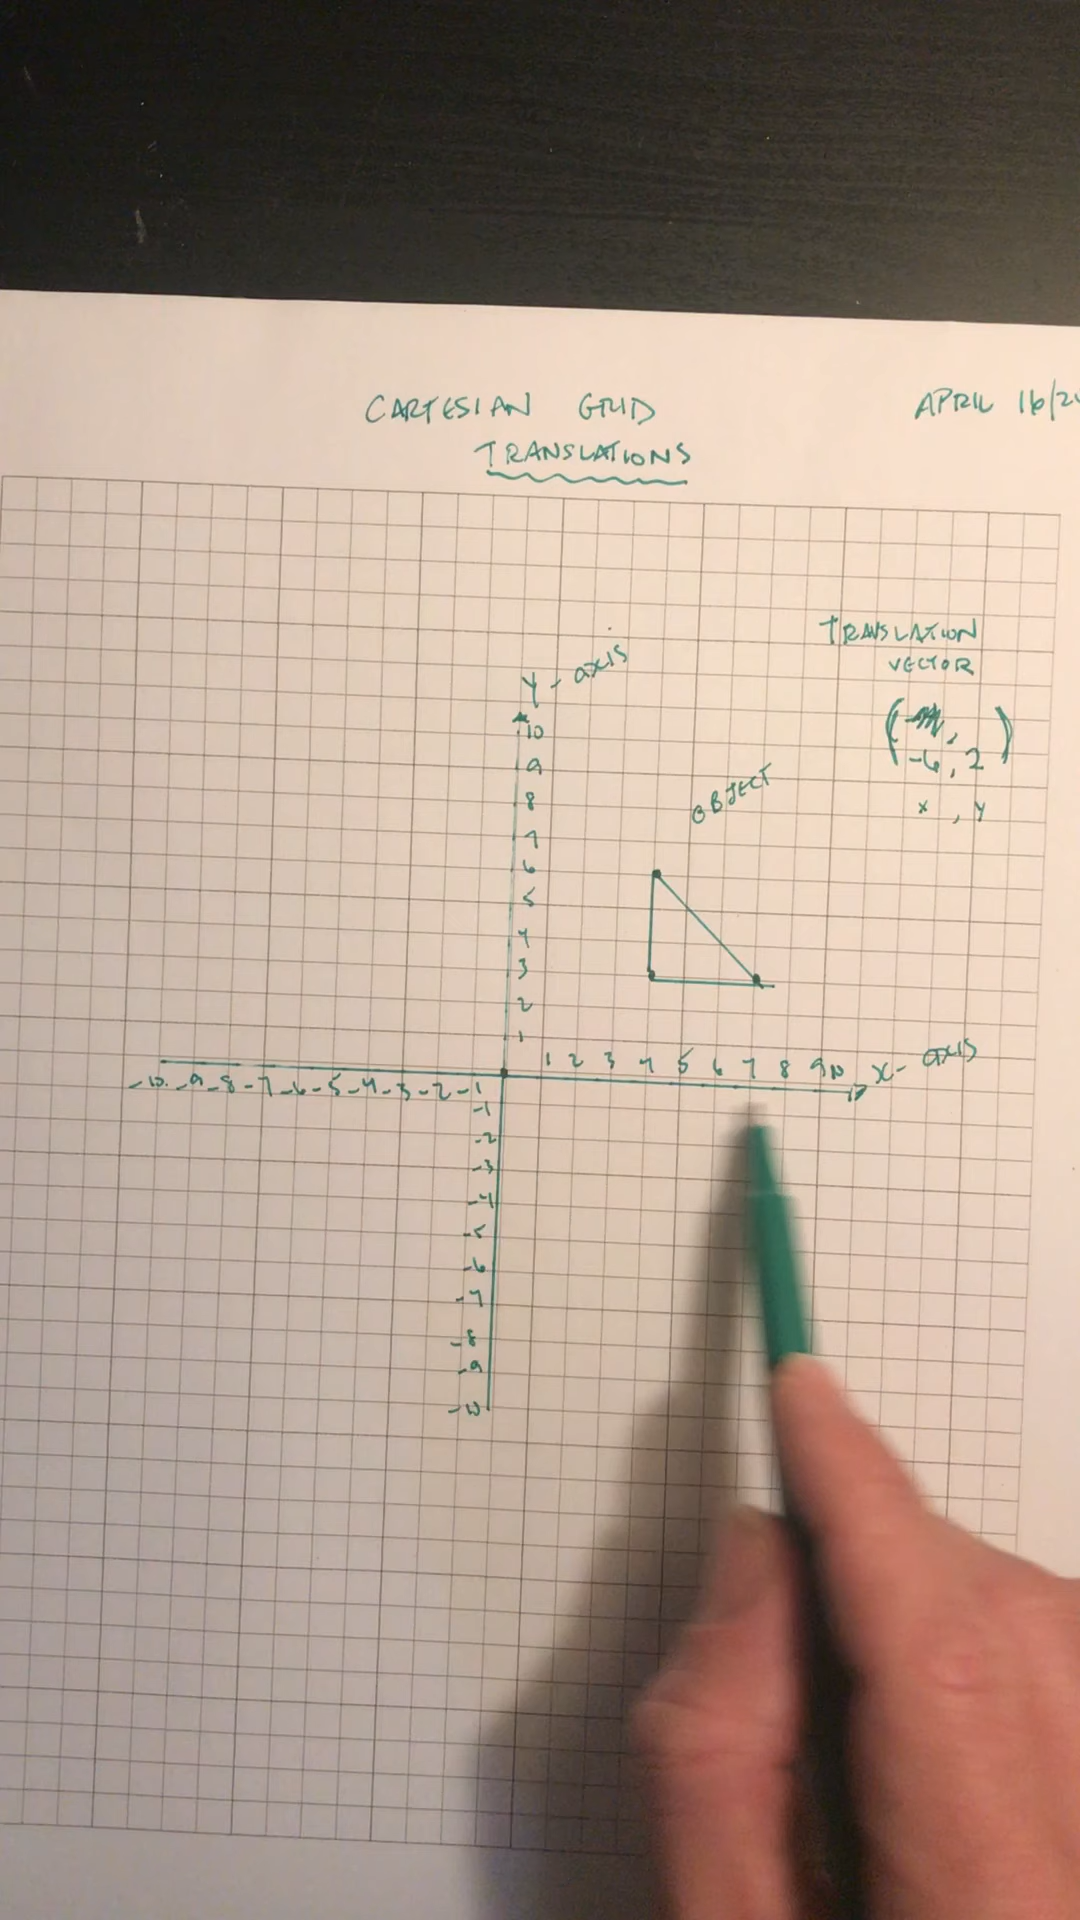 CARTESIAN GRID
APRIL 16/20
TRANSLATIONS
TRANSLATION
VECTOR
Y - axis
(-6, 2)
x , y
OBJECT
10
9
8
7
6
5
4
3
2
1
1 2 3 4 5 6 7 8 9 10 x - axis
-10 -9 -8 -7 -6 -5 -4 -3 -2 -1
-1
-2
-3
-4
-5
-6
-7
-8
-9
-10